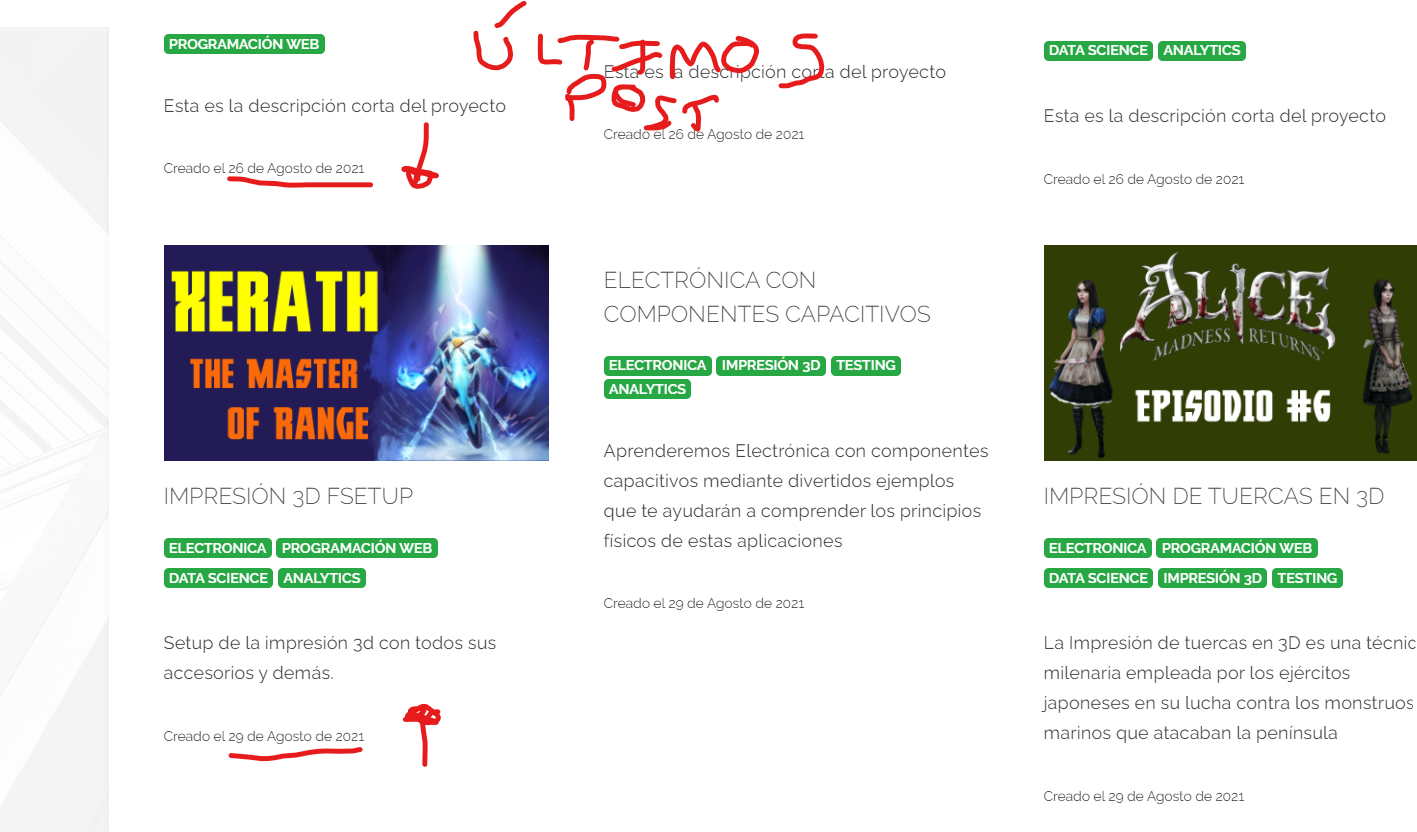 PROGRAMACIÓN WEB
Esta es la descripción corta del proyecto
Creado el 26 de Agosto de 2021
ÚLTIMOS
POST
Esta es la descripción corta del proyecto
Creado el 26 de Agosto de 2021
DATA SCIENCE ANALYTICS
Esta es la descripción corta del proyecto
Creado el 26 de Agosto de 2021
XERATH
THE MASTER
OF RANGE
IMPRESIÓN 3D FSETUP
ELECTRONICA PROGRAMACIÓN WEB
DATA SCIENCE ANALYTICS
Setup de la impresión 3d con todos sus
accesorios y demás.
Creado el 29 de Agosto de 2021
ELECTRÓNICA CON
COMPONENTES CAPACITIVOS
ELECTRONICA IMPRESIÓN 3D TESTING
ANALYTICS
Aprenderemos Electrónica con componentes
capacitivos mediante divertidos ejemplos
que te ayudarán a comprender los principios
físicos de estas aplicaciones
Creado el 29 de Agosto de 2021
ALICE
MADNESS RETURNS
EPISODIO #6
IMPRESIÓN DE TUERCAS EN 3D
ELECTRONICA PROGRAMACIÓN WEB
DATA SCIENCE IMPRESIÓN 3D TESTING
La Impresión de tuercas en 3D es una técnic
milenaria empleada por los ejércitos
japoneses en su lucha contra los monstruos
marinos que atacaban la península
Creado el 29 de Agosto de 2021